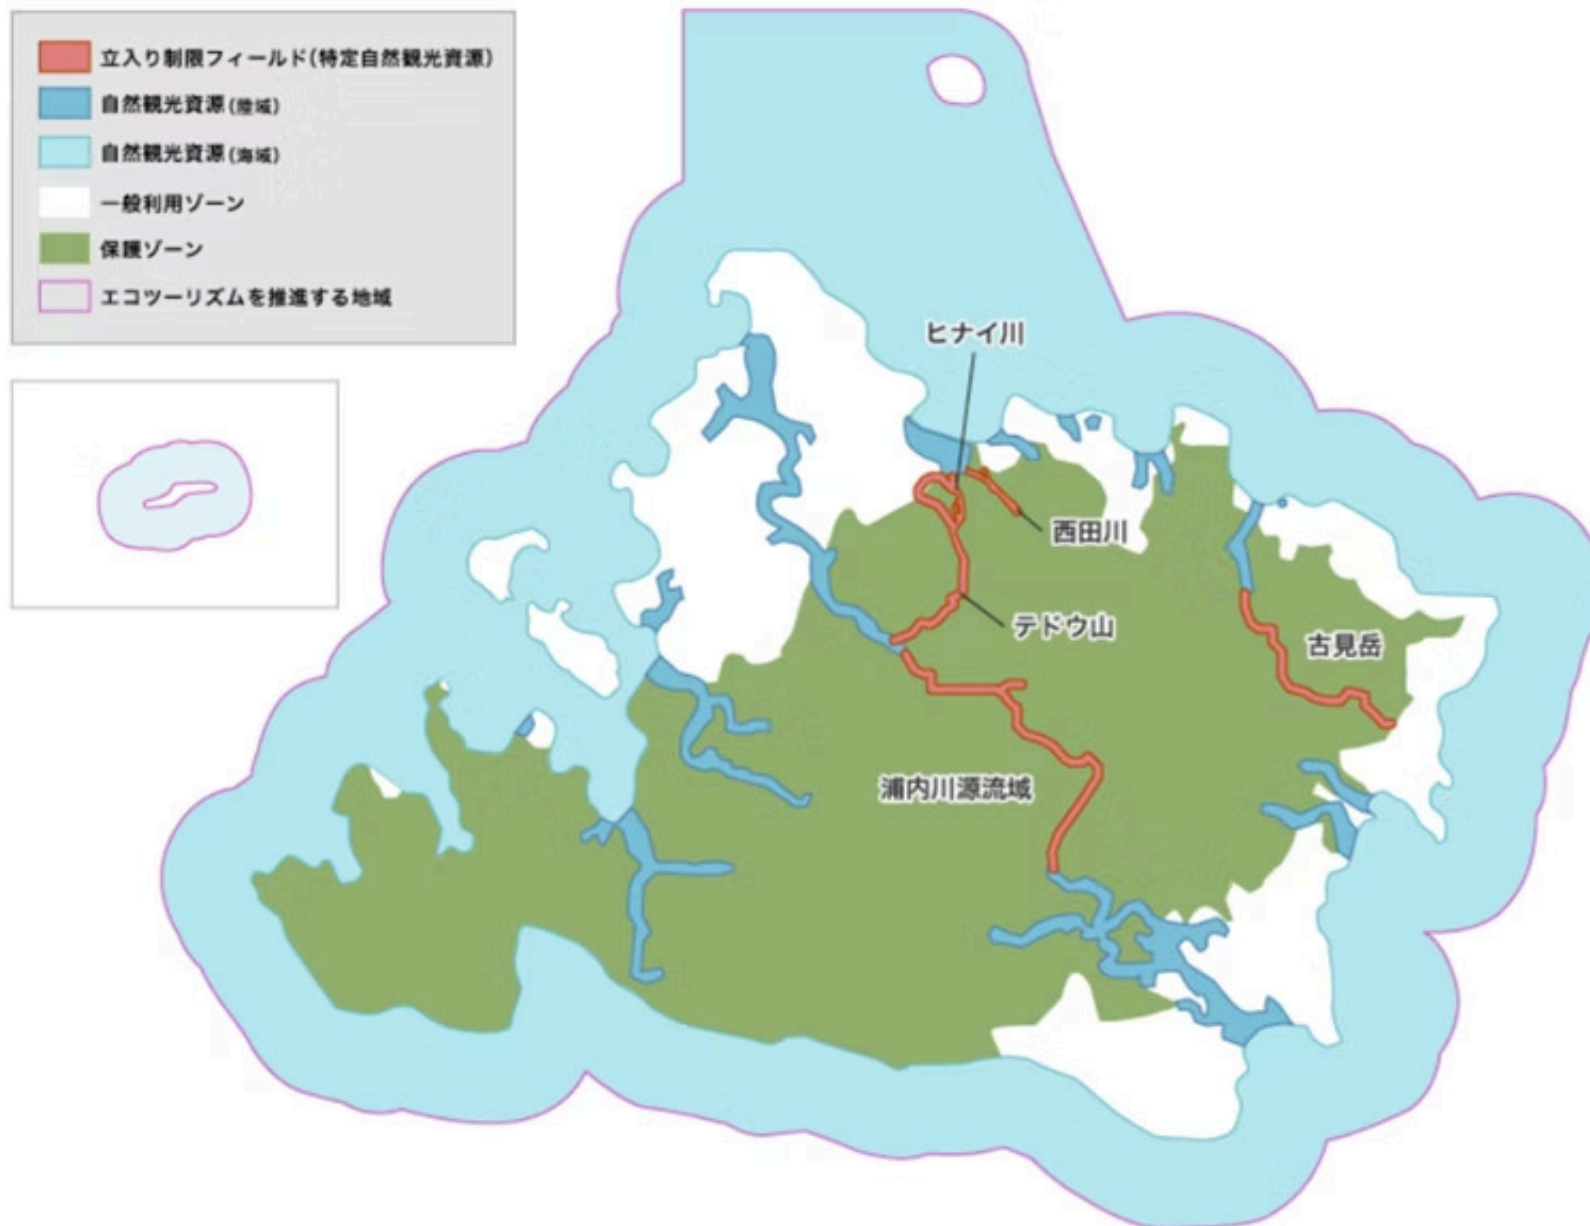 立入り制限フィールド(特定自然観光資源)
自然観光資源(陸域)
自然観光資源(海域)
一般利用ゾーン
保護ゾーン
エコツーリズムを推進する地域
ヒナイ川
西田川
テドウ山
古見岳
浦内川源流域